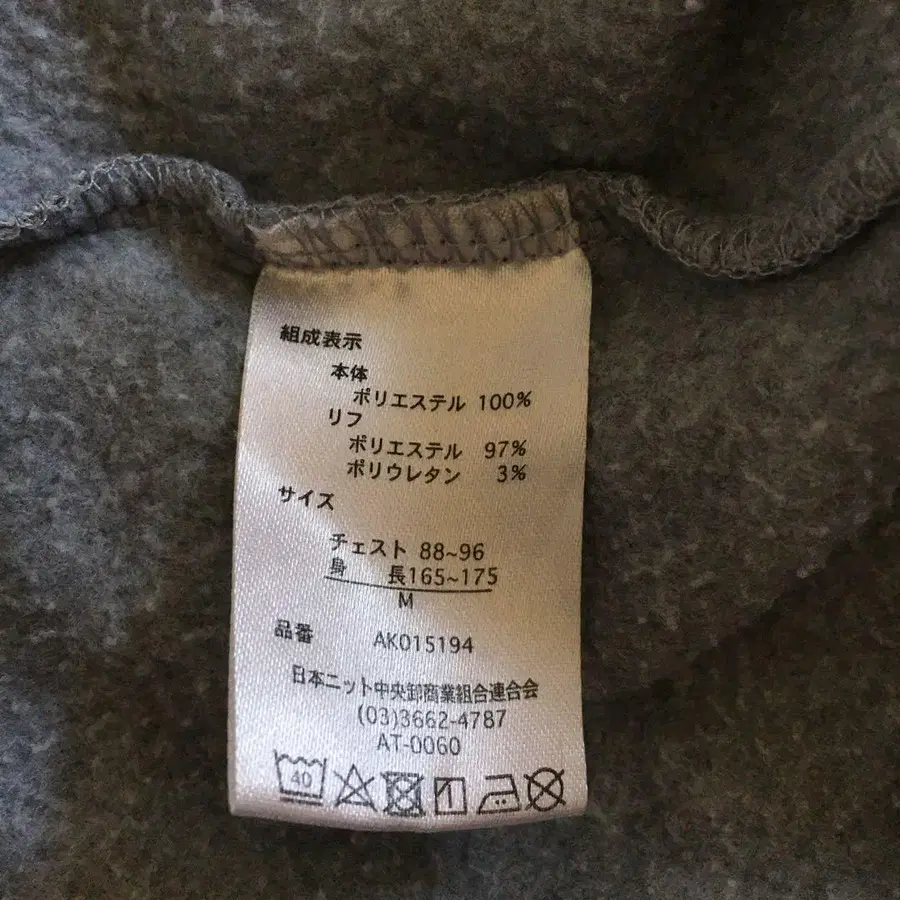 組成表示
本体
ポリエステル 100%
リフ
ポリエステル 97%
ポリウレタン 3%
サイズ
チェスト 88~96
身 長165~175
M
品番 AK015194
日本ニット中央卸商業組合連合会
(03)3662-4787
AT-0060
40